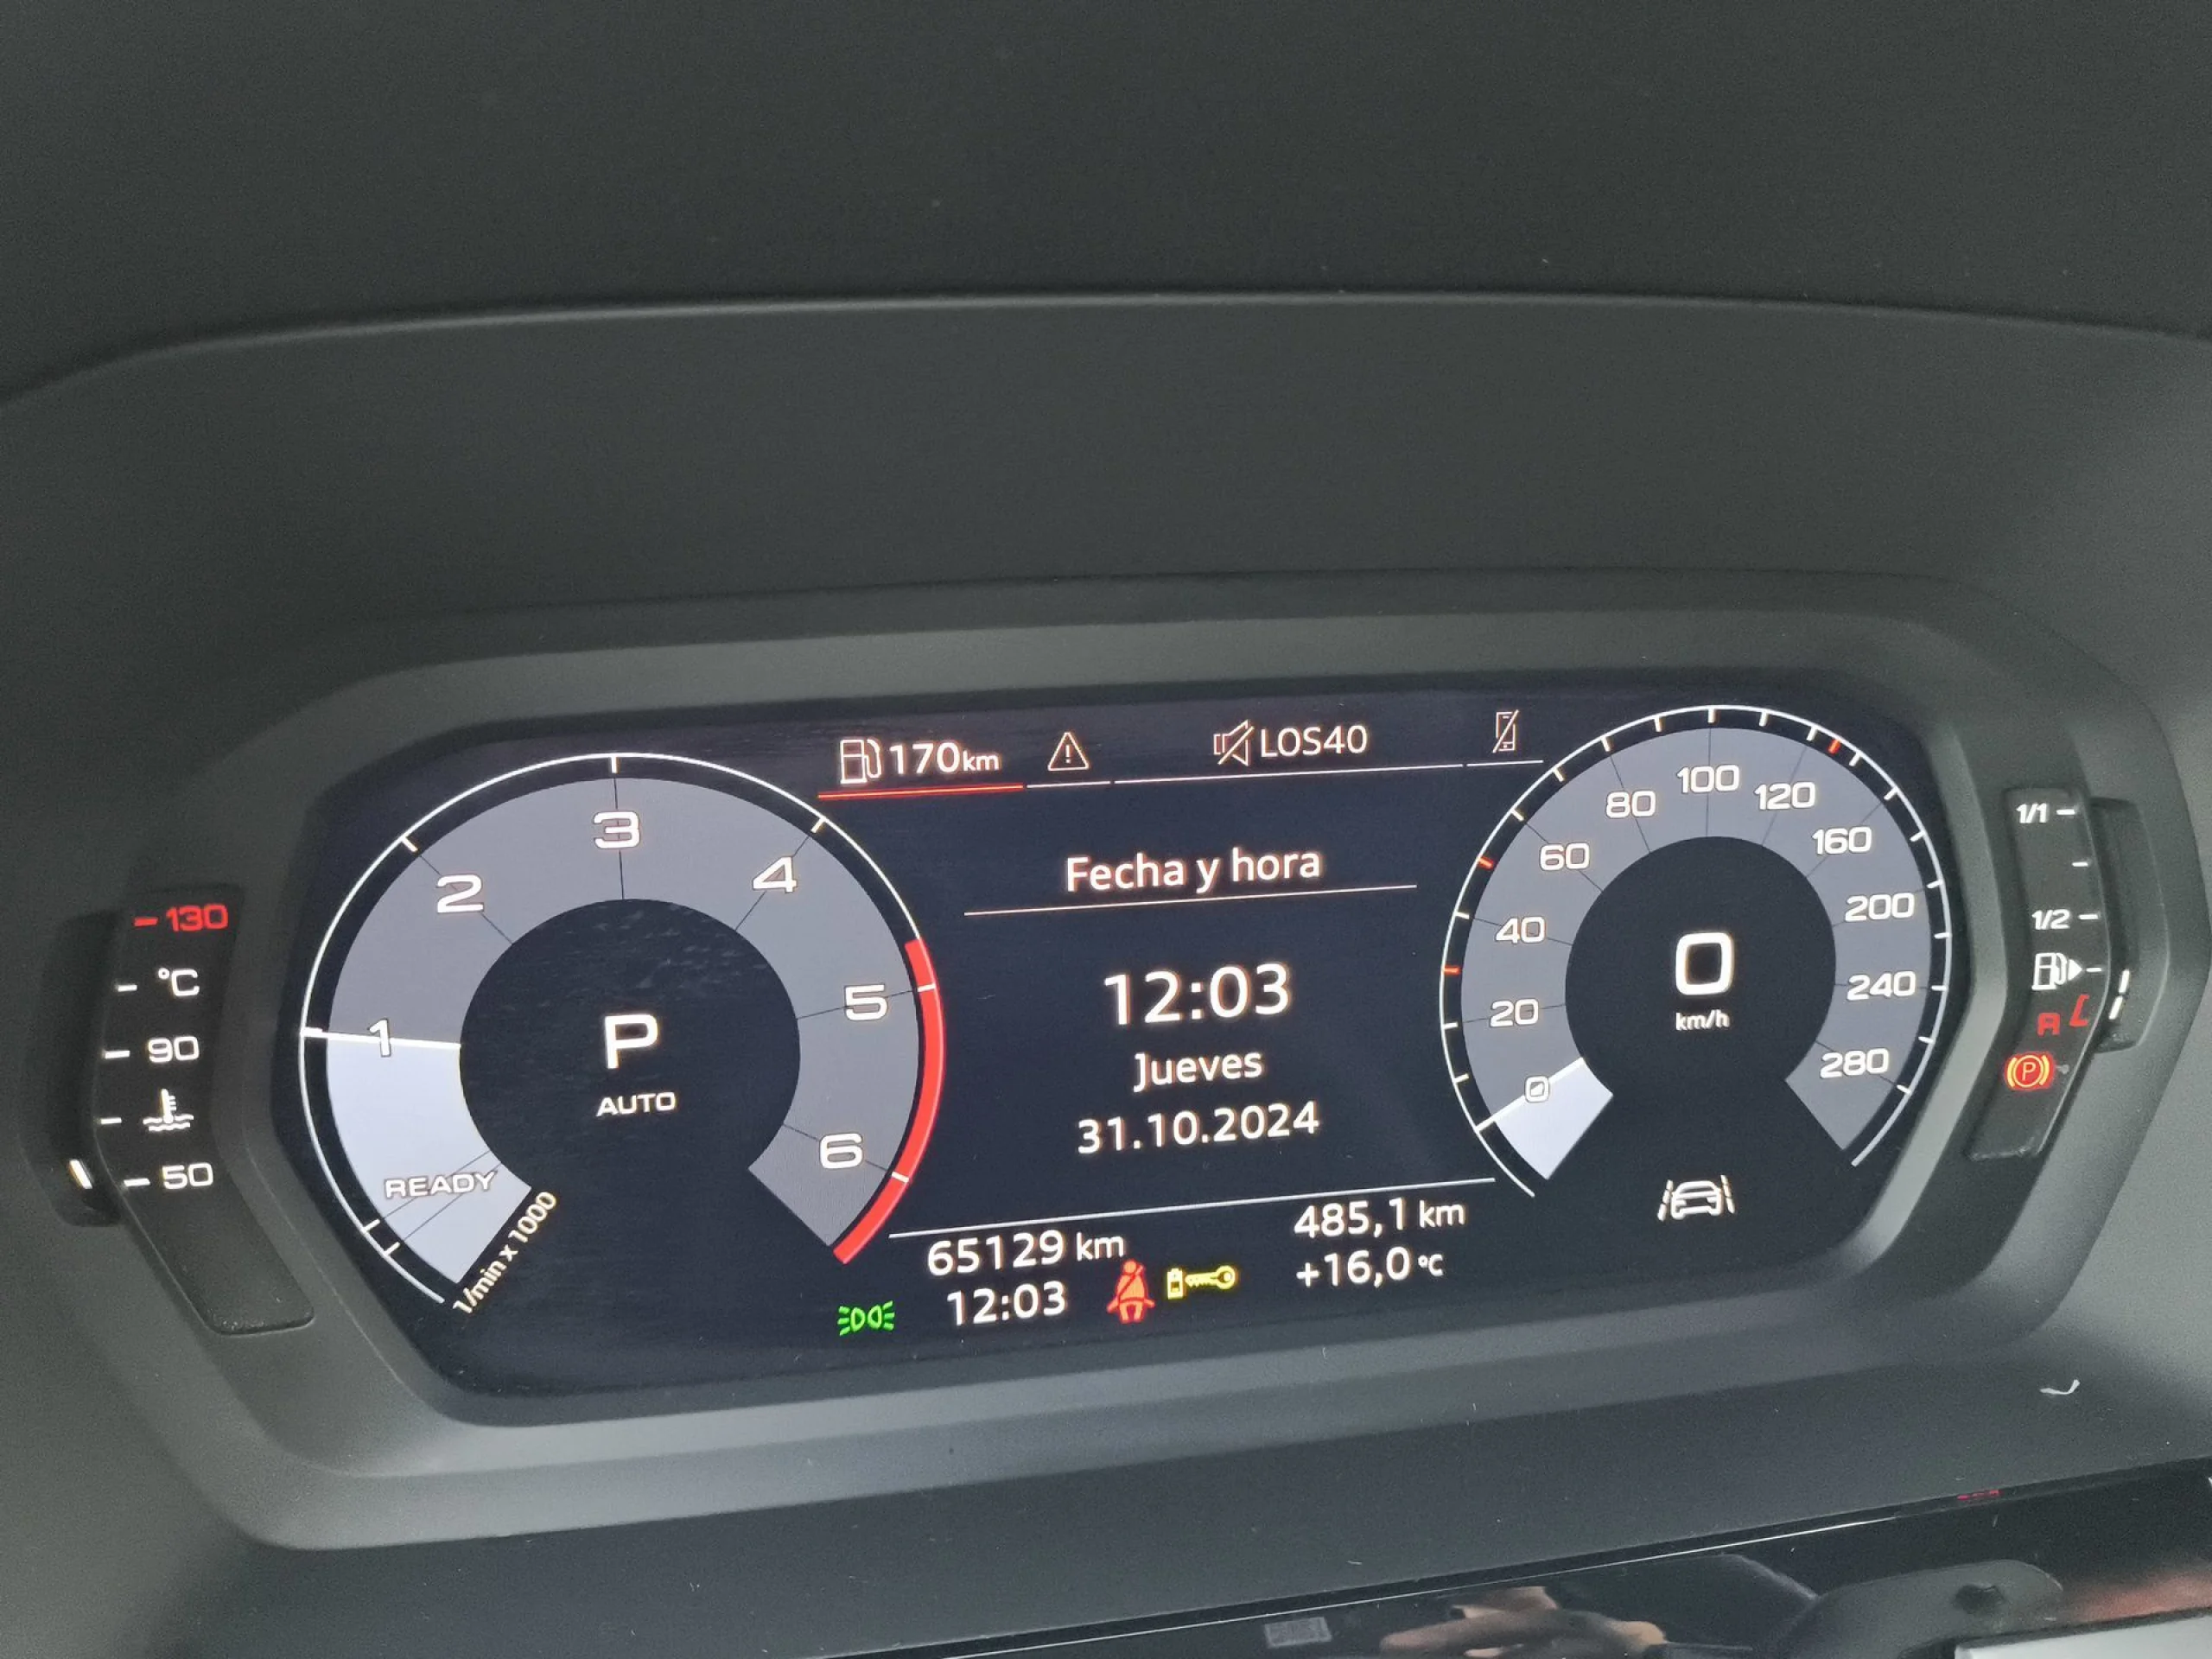 170 km
LOS40
Fecha y hora
12:03
Jueves
31.10.2024
65129 km
12:03
485,1 km
+16,0 °C
130
°C
90
50
1
2
3
4
5
6
P
AUTO
READY
1/min x 1000
0
20
40
60
80
100
120
160
200
240
280
0
km/h
1/1
1/2
A
P